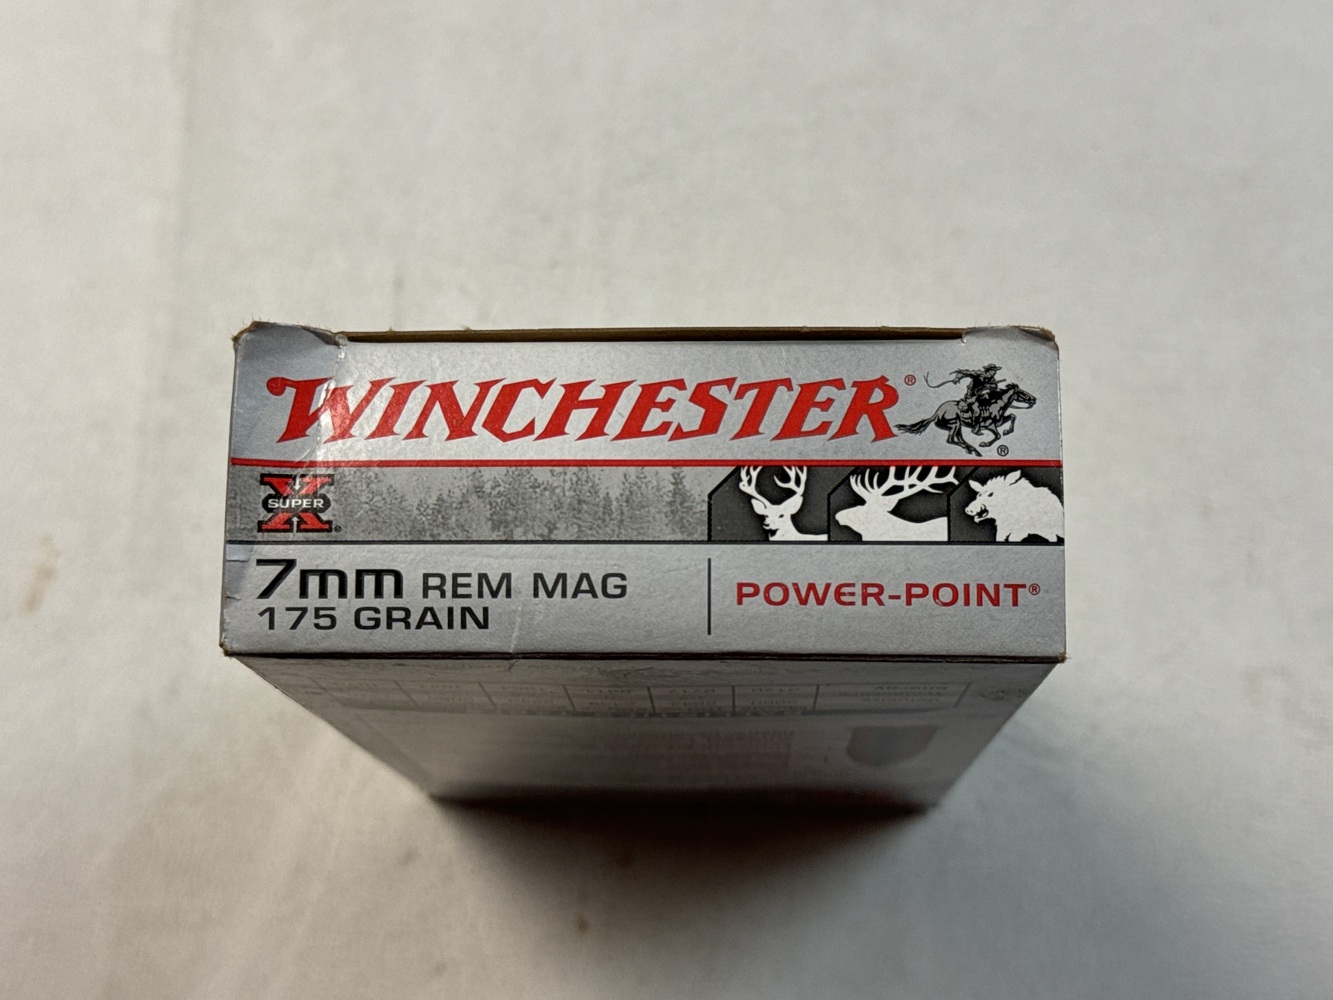 WINCHESTER®
®
SUPER X®
7mm REM MAG
175 GRAIN
POWER-POINT®